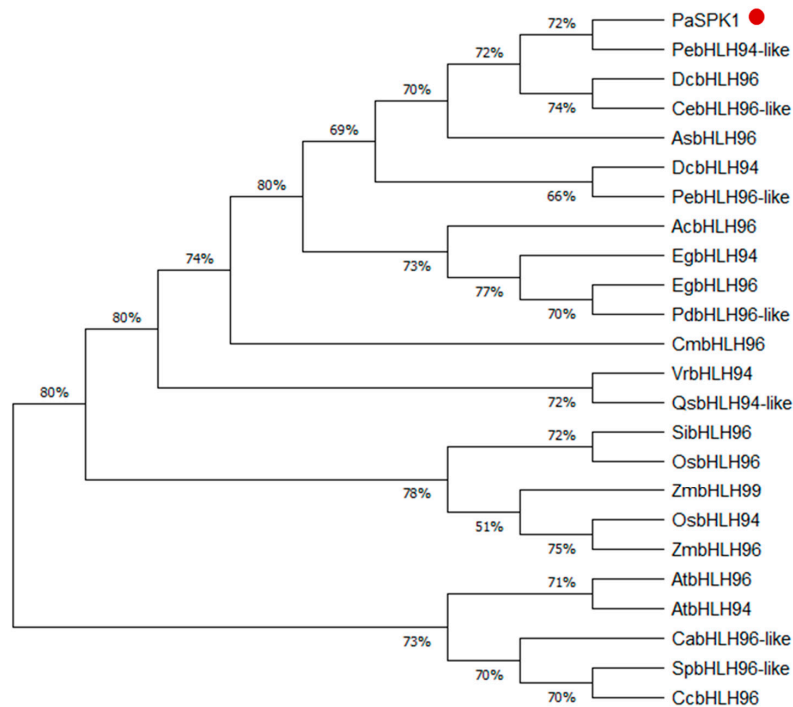 72% PaSPK1
72% PebHLH94-like
DcbHLH96
70% 74% CebHLH96-like
69% AsbHLH96
DcbHLH94
80% 66% PebHLH96-like
AcbHLH96
74% 73% EgbHLH94
77% EgbHLH96
80% 70% PdbHLH96-like
CmbHLH96
80% VrbHLH94
72% QsbHLH94-like
72% SibHLH96
OsbHLH96
78% ZmbHLH99
51% OsbHLH94
75% ZmbHLH96
71% AtbHLH96
AtbHLH94
73% CabHLH96-like
70% SpbHLH96-like
70% CcbHLH96